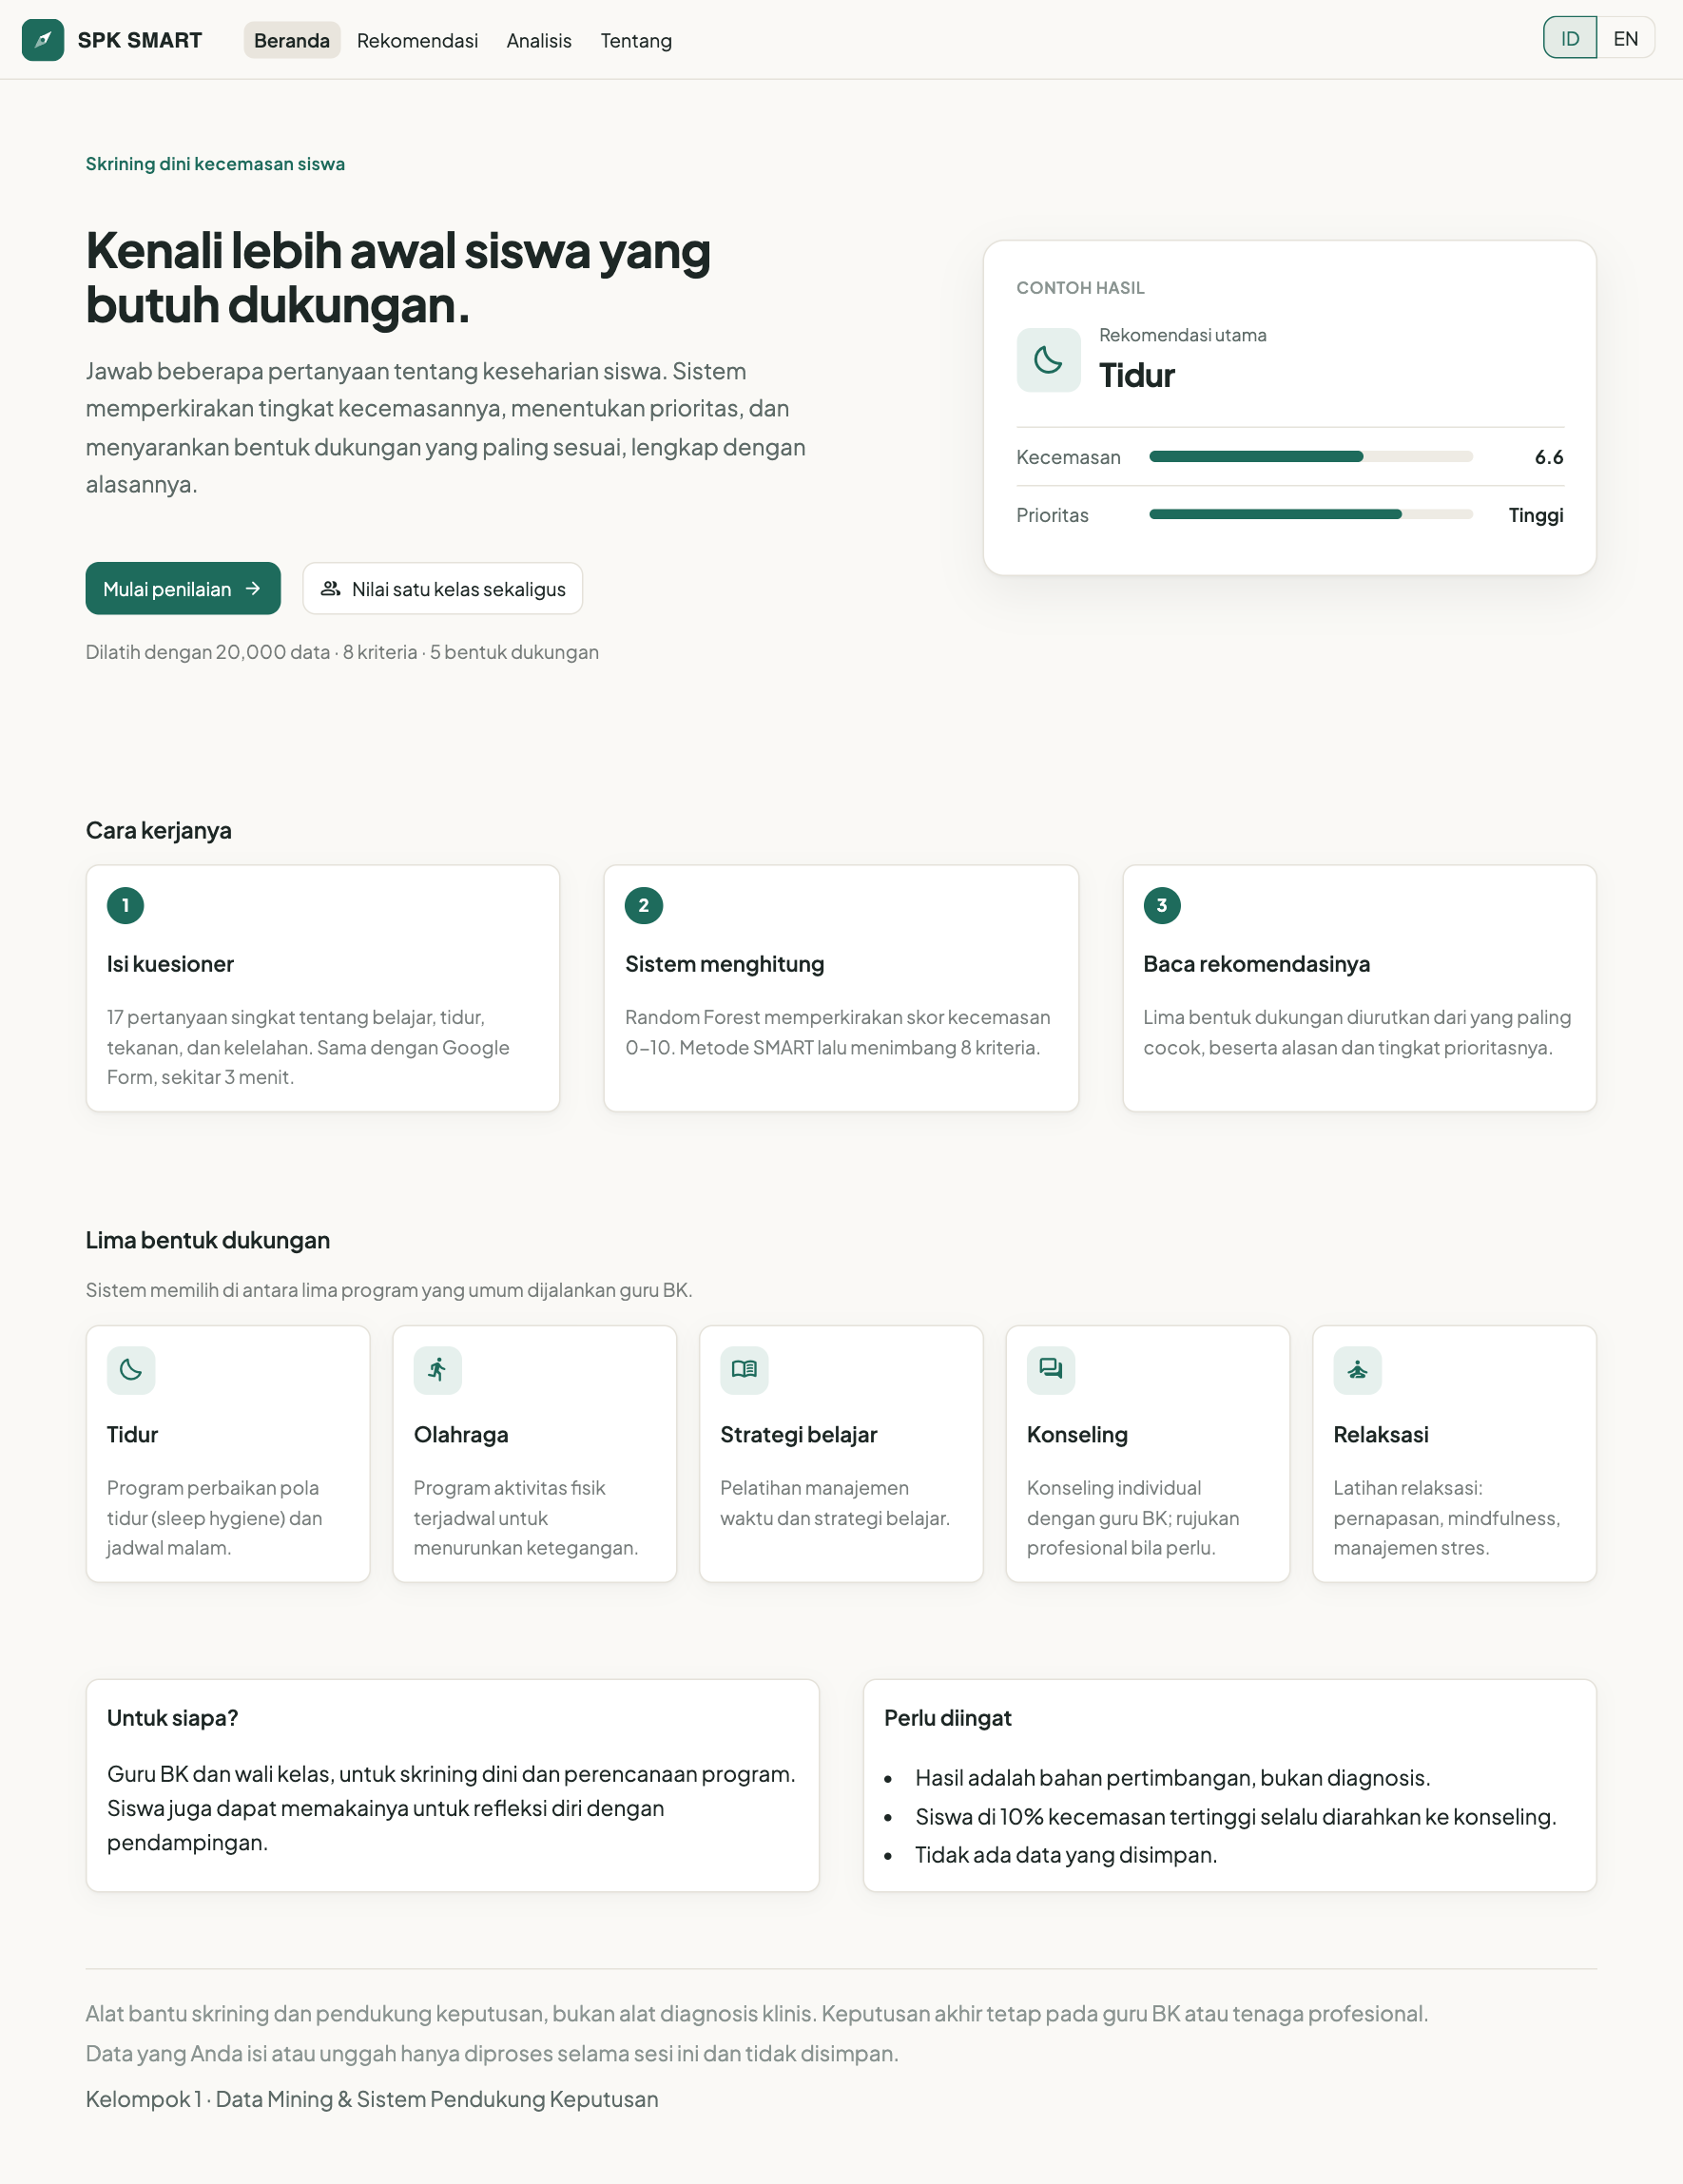 SPK SMART
Beranda
Rekomendasi
Analisis
Tentang
ID
EN
Skrining dini kecemasan siswa
Kenali lebih awal siswa yang
butuh dukungan.
Jawab beberapa pertanyaan tentang keseharian siswa. Sistem
memperkirakan tingkat kecemasannya, menentukan prioritas, dan
menyarankan bentuk dukungan yang paling sesuai, lengkap dengan
alasannya.
Mulai penilaian
Nilai satu kelas sekaligus
Dilatih dengan 20,000 data · 8 kriteria · 5 bentuk dukungan
CONTOH HASIL
Rekomendasi utama
Tidur
Kecemasan 6.6
Prioritas Tinggi
Cara kerjanya
1
Isi kuesioner
17 pertanyaan singkat tentang belajar, tidur,
tekanan, dan kelelahan. Sama dengan Google
Form, sekitar 3 menit.
2
Sistem menghitung
Random Forest memperkirakan skor kecemasan
0–10. Metode SMART lalu menimbang 8 kriteria.
3
Baca rekomendasinya
Lima bentuk dukungan diurutkan dari yang paling
cocok, beserta alasan dan tingkat prioritasnya.
Lima bentuk dukungan
Sistem memilih di antara lima program yang umum dijalankan guru BK.
Tidur
Program perbaikan pola
tidur (sleep hygiene) dan
jadwal malam.
Olahraga
Program aktivitas fisik
terjadwal untuk
menurunkan ketegangan.
Strategi belajar
Pelatihan manajemen
waktu dan strategi belajar.
Konseling
Konseling individual
dengan guru BK; rujukan
profesional bila perlu.
Relaksasi
Latihan relaksasi:
pernapasan, mindfulness,
manajemen stres.
Untuk siapa?
Guru BK dan wali kelas, untuk skrining dini dan perencanaan program.
Siswa juga dapat memakainya untuk refleksi diri dengan
pendampingan.
Perlu diingat
• Hasil adalah bahan pertimbangan, bukan diagnosis.
• Siswa di 10% kecemasan tertinggi selalu diarahkan ke konseling.
• Tidak ada data yang disimpan.
Alat bantu skrining dan pendukung keputusan, bukan alat diagnosis klinis. Keputusan akhir tetap pada guru BK atau tenaga profesional.
Data yang Anda isi atau unggah hanya diproses selama sesi ini dan tidak disimpan.
Kelompok 1 · Data Mining & Sistem Pendukung Keputusan